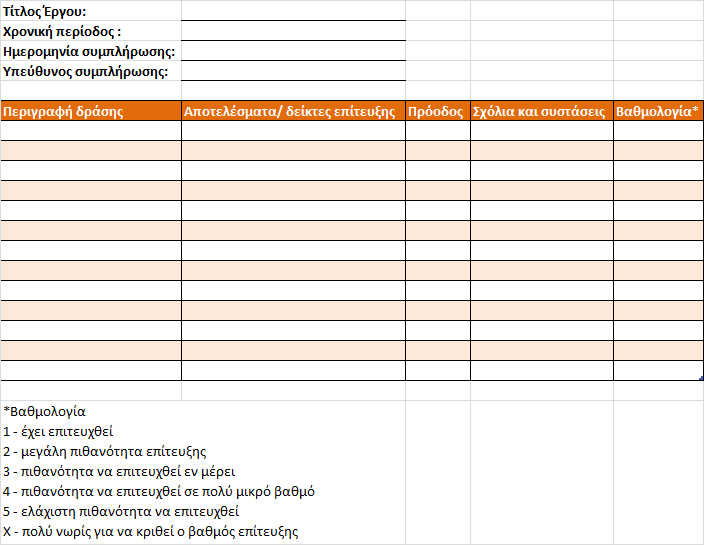 Τίτλος Έργου:
Χρονική περίοδος :
Ημερομηνία συμπλήρωσης:
Υπεύθυνος συμπλήρωσης:
Περιγραφή δράσης Αποτελέσματα/ δείκτες επίτευξης Πρόοδος Σχόλια και συστάσεις Βαθμολογία*
*Βαθμολογία
1 - έχει επιτευχθεί
2 - μεγάλη πιθανότητα επίτευξης
3 - πιθανότητα να επιτευχθεί εν μέρει
4 - πιθανότητα να επιτευχθεί σε πολύ μικρό βαθμό
5 - ελάχιστη πιθανότητα να επιτευχθεί
Χ - πολύ νωρίς για να κριθεί ο βαθμός επίτευξης